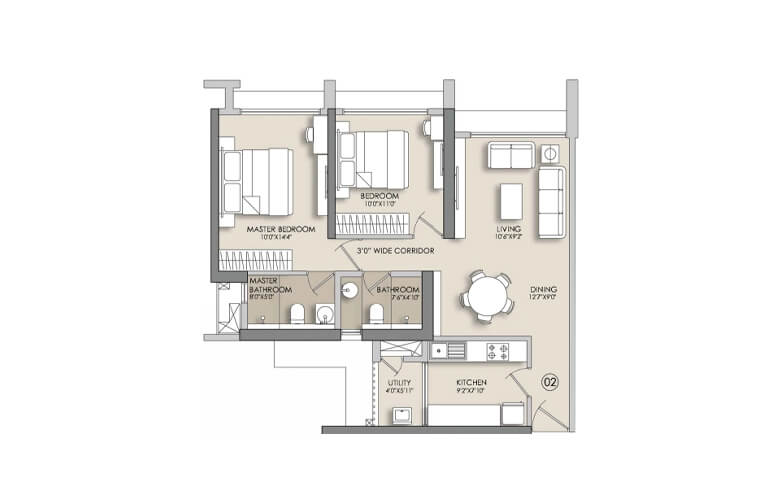 BEDROOM
10'0"X11'0"
MASTER BEDROOM
10'0"X14'4"
LIVING
10'6"X9'2"
3'0" WIDE CORRIDOR
MASTER
BATHROOM
8'0"X5'0"
BATHROOM
7'6"X4'10"
DINING
12'7"X9'0"
UTILITY
4'0"X5'11"
KITCHEN
9'2"X7'10"
02